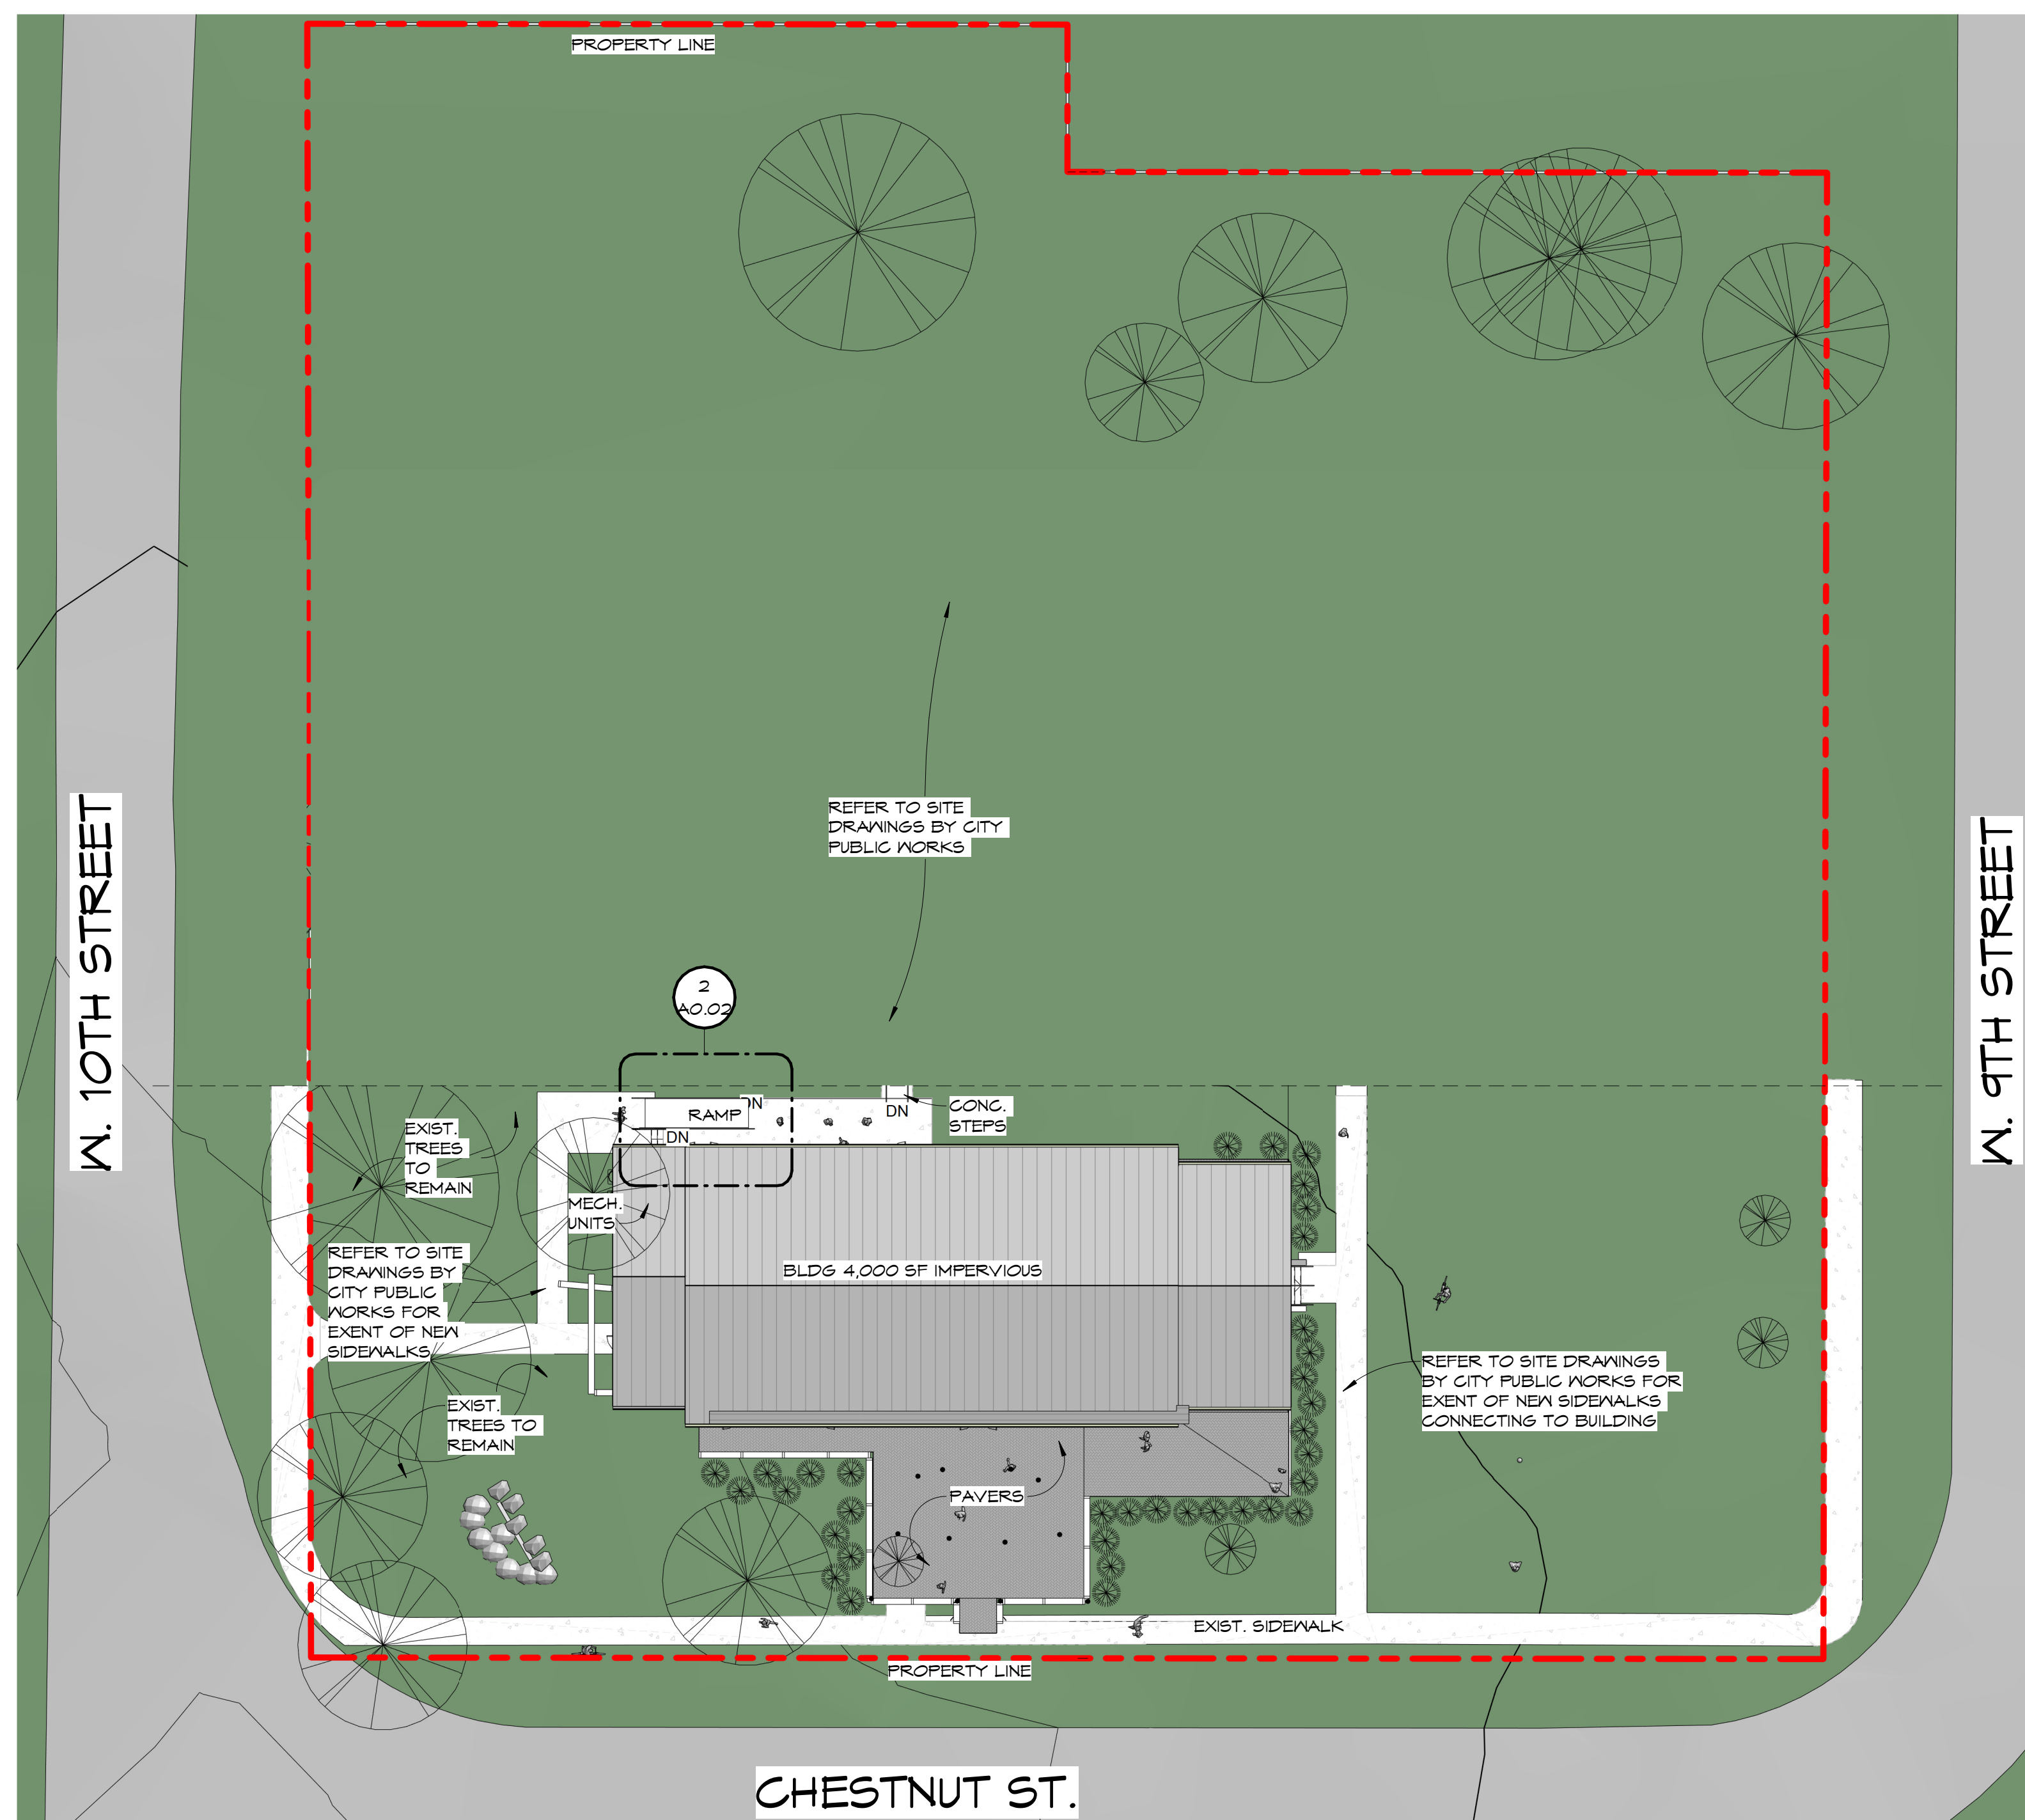 PROPERTY LINE
W. 10TH STREET
W. 9TH STREET
REFER TO SITE
DRAWINGS BY CITY
PUBLIC WORKS
2
A0.02
DN
RAMP
DN
DN
CONC.
STEPS
EXIST.
TREES
TO
REMAIN
MECH.
UNITS
REFER TO SITE
DRAWINGS BY
CITY PUBLIC
WORKS FOR
EXENT OF NEW
SIDEWALKS
BLDG 4,000 SF IMPERVIOUS
EXIST.
TREES TO
REMAIN
REFER TO SITE DRAWINGS
BY CITY PUBLIC WORKS FOR
EXENT OF NEW SIDEWALKS
CONNECTING TO BUILDING
PAVERS
EXIST. SIDEWALK
PROPERTY LINE
CHESTNUT ST.